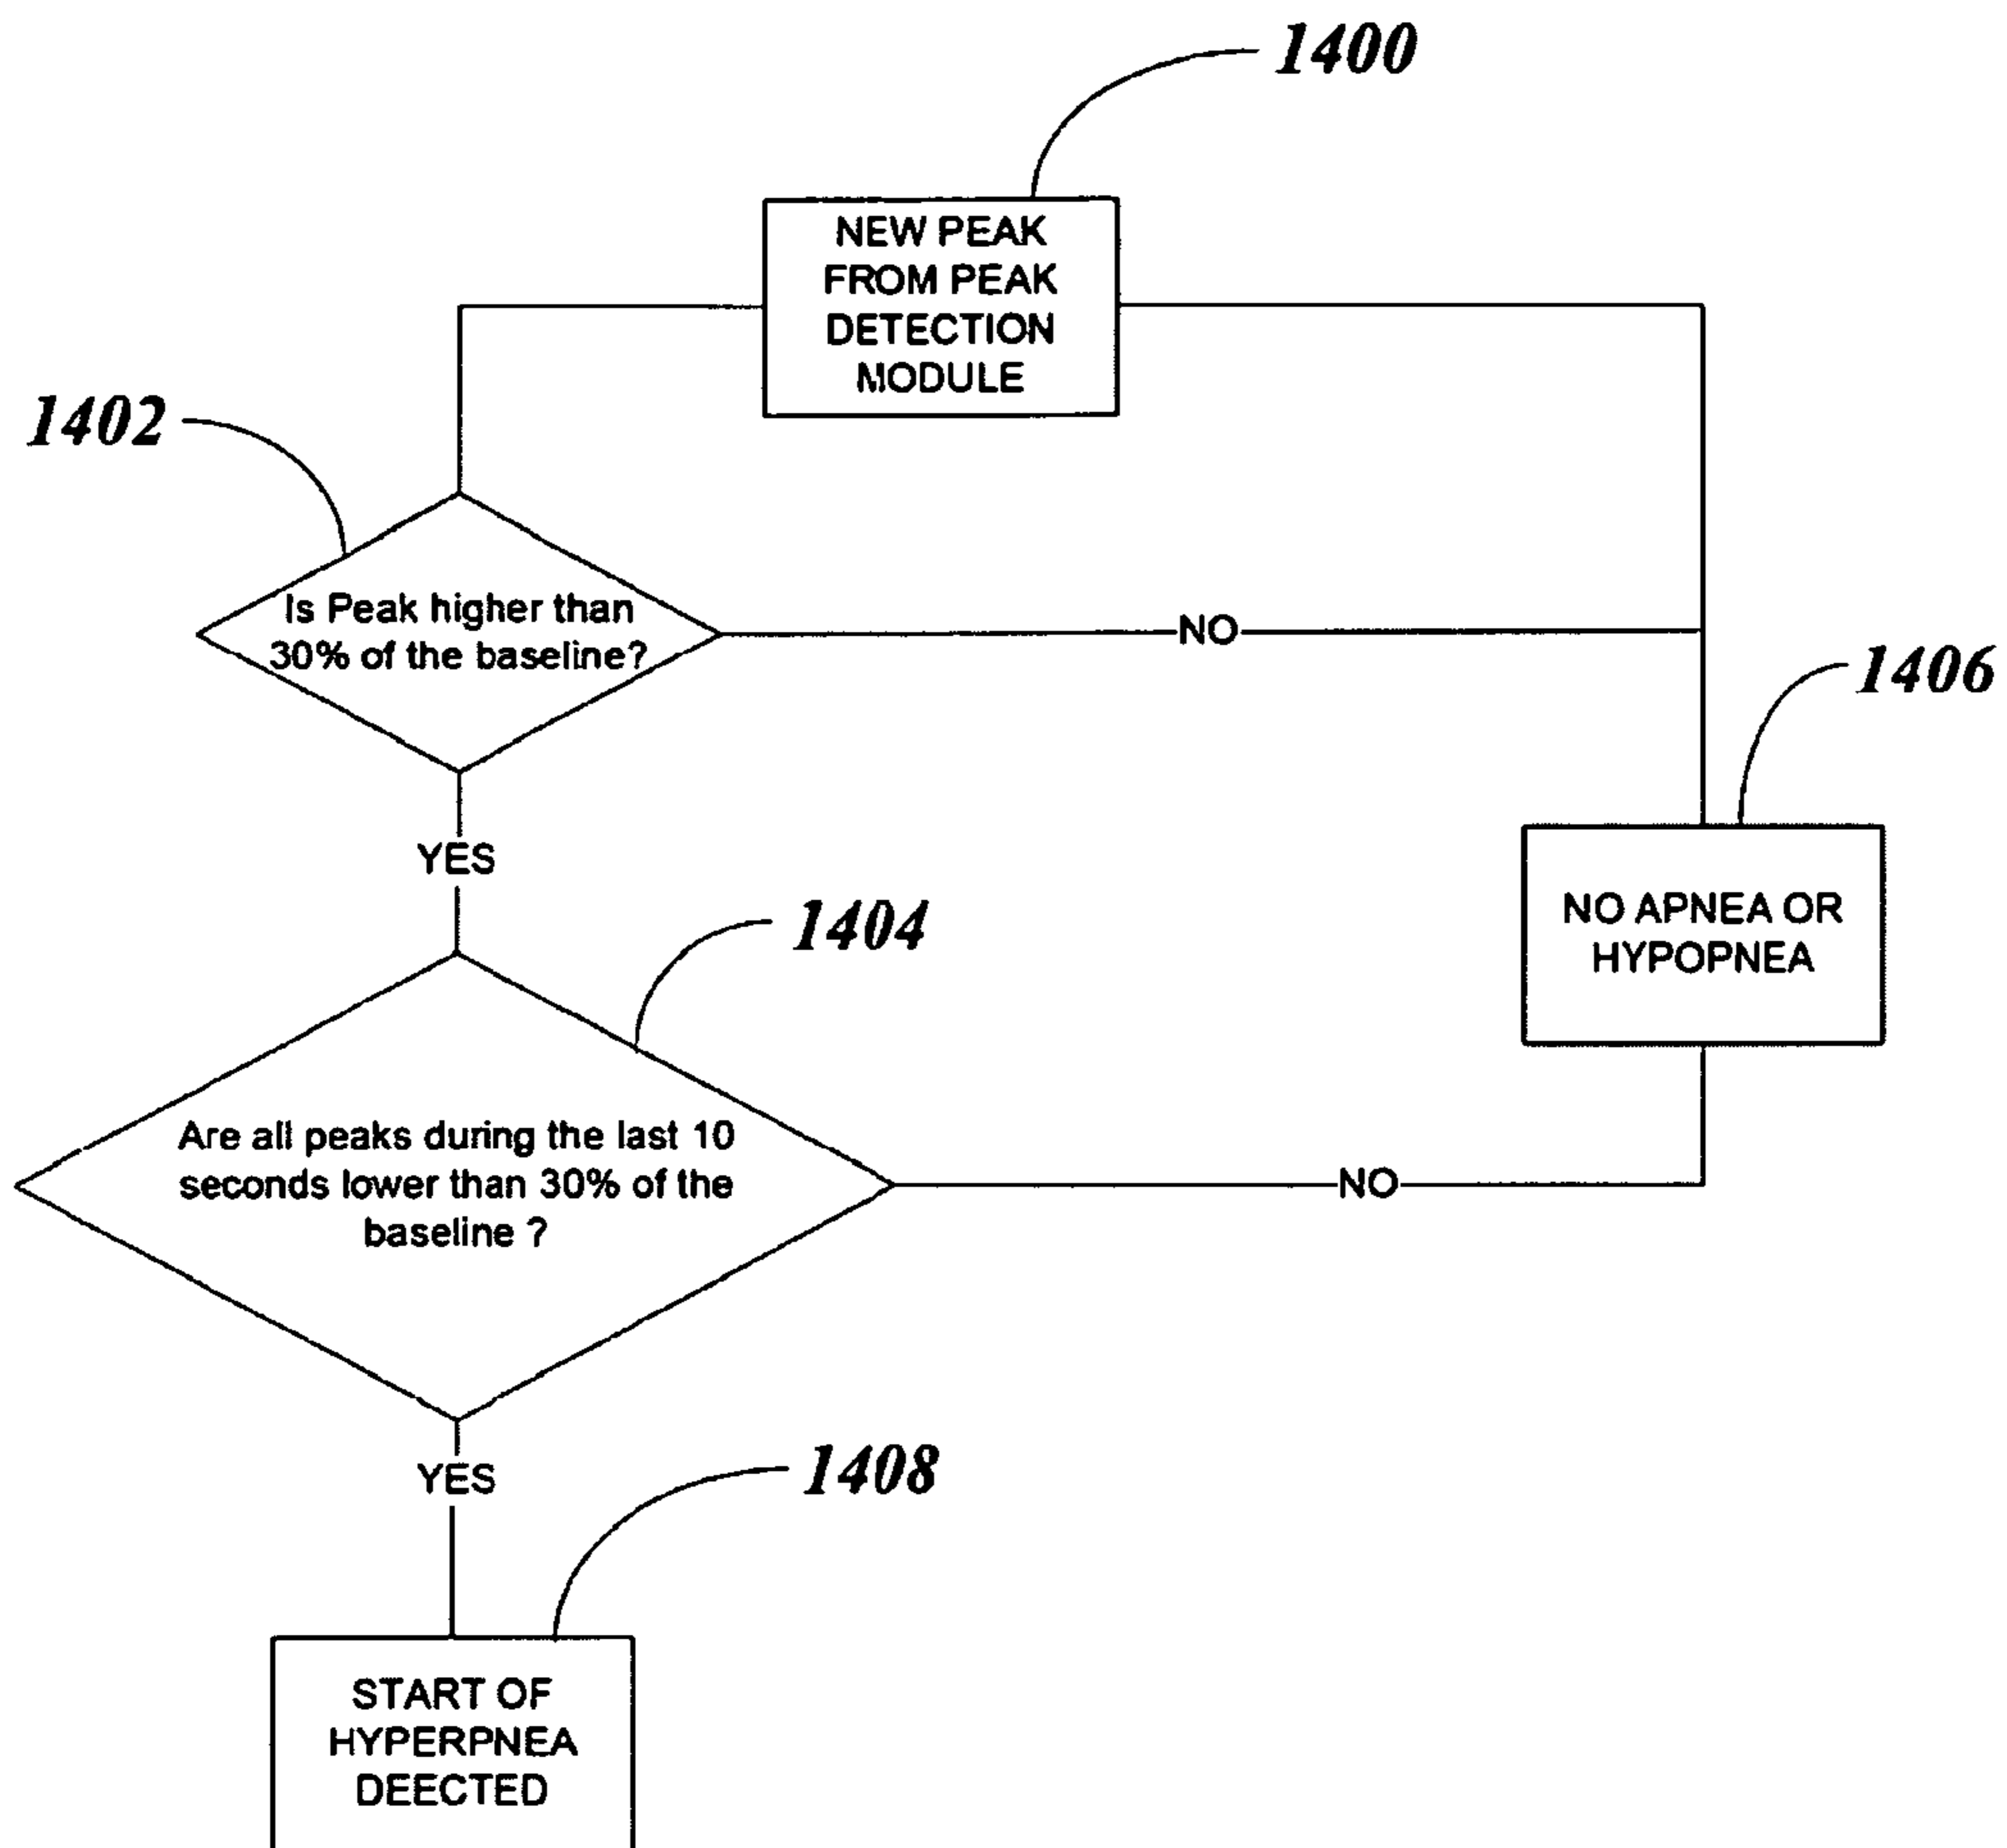 1400
NEW PEAK
FROM PEAK
DETECTION
MODULE
1402
Is Peak higher than
30% of the baseline?
NO
1406
YES
NO APNEA OR
HYPOPNEA
1404
Are all peaks during the last 10
seconds lower than 30% of the
baseline ?
NO
YES
1408
START OF
HYPERPNEA
DEECTED